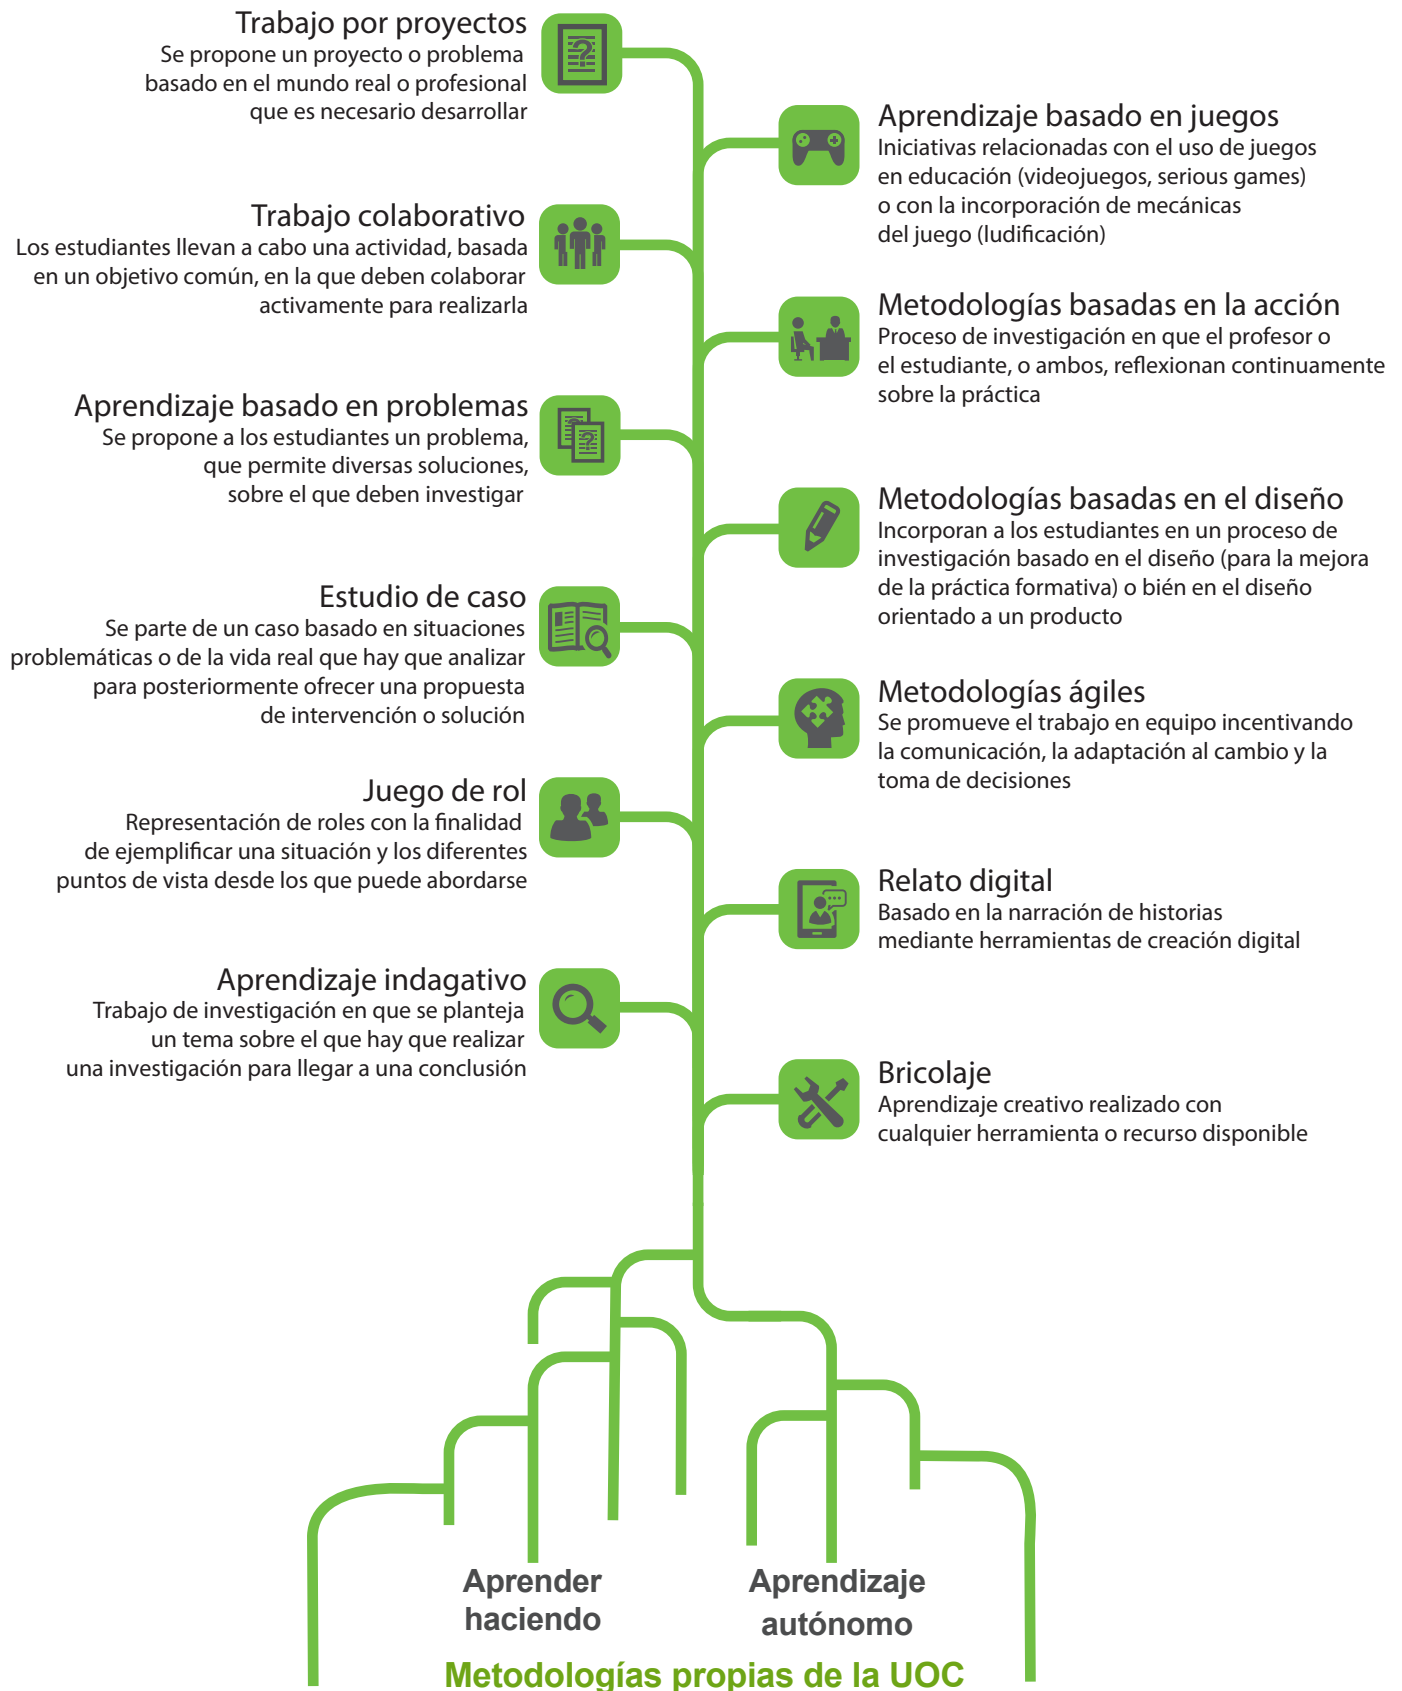 Trabajo por proyectos
Se propone un proyecto o problema
basado en el mundo real o profesional
que es necesario desarrollar
Aprendizaje basado en juegos
Iniciativas relacionadas con el uso de juegos
en educación (videojuegos, serious games)
o con la incorporación de mecánicas
del juego (ludificación)
Trabajo colaborativo
Los estudiantes llevan a cabo una actividad, basada
en un objetivo común, en la que deben colaborar
activamente para realizarla
Metodologías basadas en la acción
Proceso de investigación en que el profesor o
el estudiante, o ambos, reflexionan continuamente
sobre la práctica
Aprendizaje basado en problemas
Se propone a los estudiantes un problema,
que permite diversas soluciones,
sobre el que deben investigar
Metodologías basadas en el diseño
Incorporan a los estudiantes en un proceso de
investigación basado en el diseño (para la mejora
de la práctica formativa) o bién en el diseño
orientado a un producto
Estudio de caso
Se parte de un caso basado en situaciones
problemáticas o de la vida real que hay que analizar
para posteriormente ofrecer una propuesta
de intervención o solución
Metodologías ágiles
Se promueve el trabajo en equipo incentivando
la comunicación, la adaptación al cambio y la
toma de decisiones
Juego de rol
Representación de roles con la finalidad
de ejemplificar una situación y los diferentes
puntos de vista desde los que puede abordarse
Relato digital
Basado en la narración de historias
mediante herramientas de creación digital
Aprendizaje indagativo
Trabajo de investigación en que se planteja
un tema sobre el que hay que realizar
una investigación para llegar a una conclusión
Bricolaje
Aprendizaje creativo realizado con
cualquier herramienta o recurso disponible
Aprender
haciendo
Aprendizaje
autónomo
Metodologías propias de la UOC